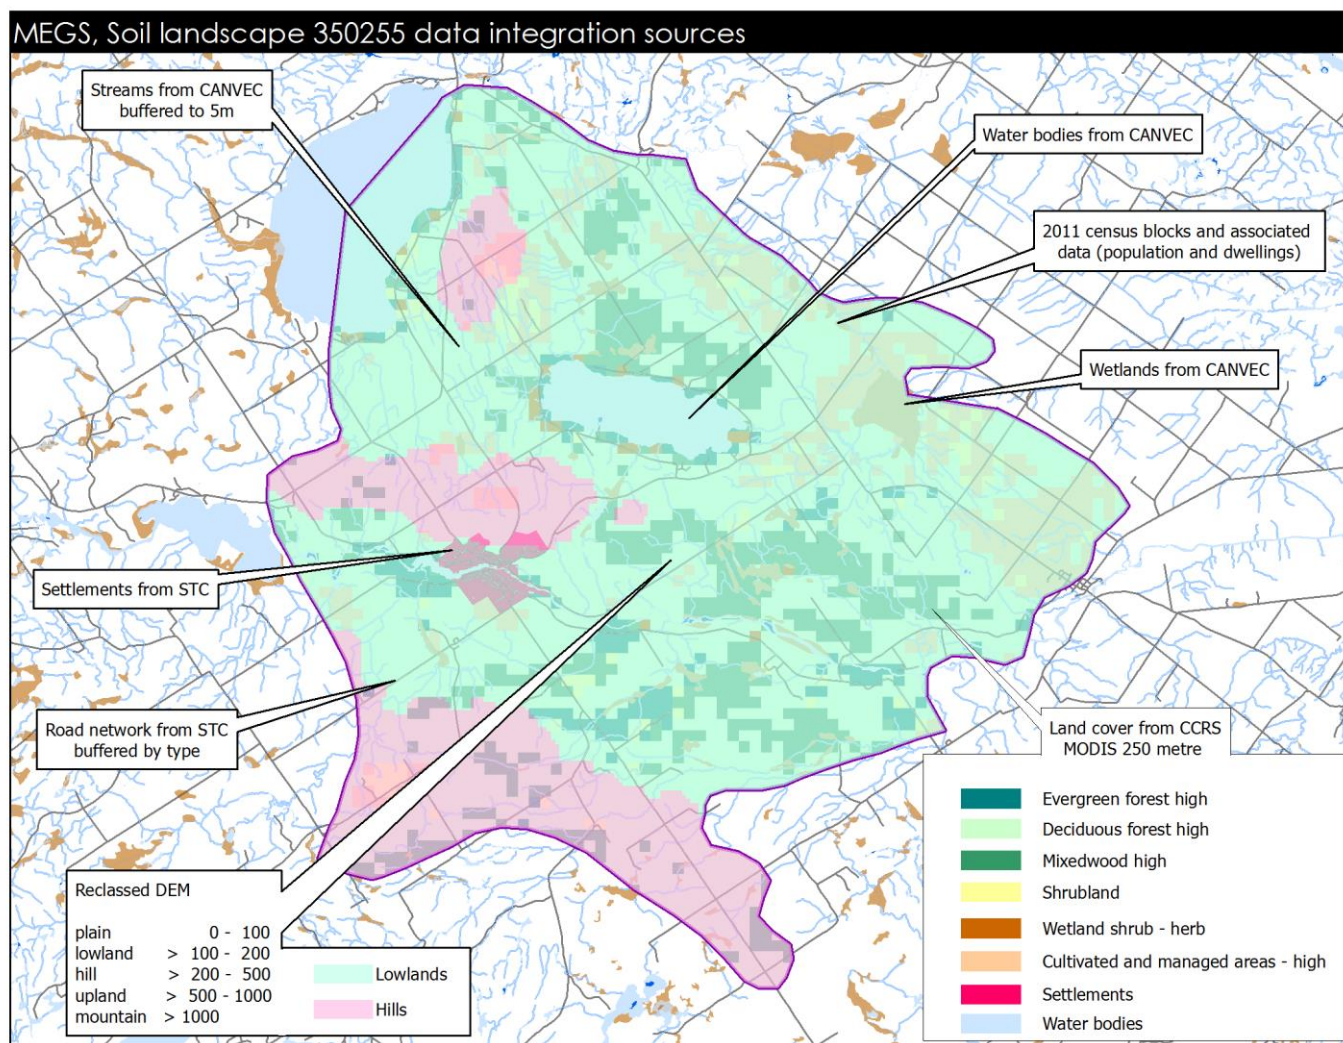 MEGS, Soil landscape 350255 data integration sources
Streams from CANVEC
buffered to 5m
Water bodies from CANVEC
2011 census blocks and associated
data (population and dwellings)
Wetlands from CANVEC
Settlements from STC
Road network from STC
buffered by type
Land cover from CCRS
MODIS 250 metre
Reclassed DEM
plain 0 - 100
lowland > 100 - 200
hill > 200 - 500
upland > 500 - 1000
mountain > 1000
Lowlands
Hills
Evergreen forest high
Deciduous forest high
Mixedwood high
Shrubland
Wetland shrub - herb
Cultivated and managed areas - high
Settlements
Water bodies